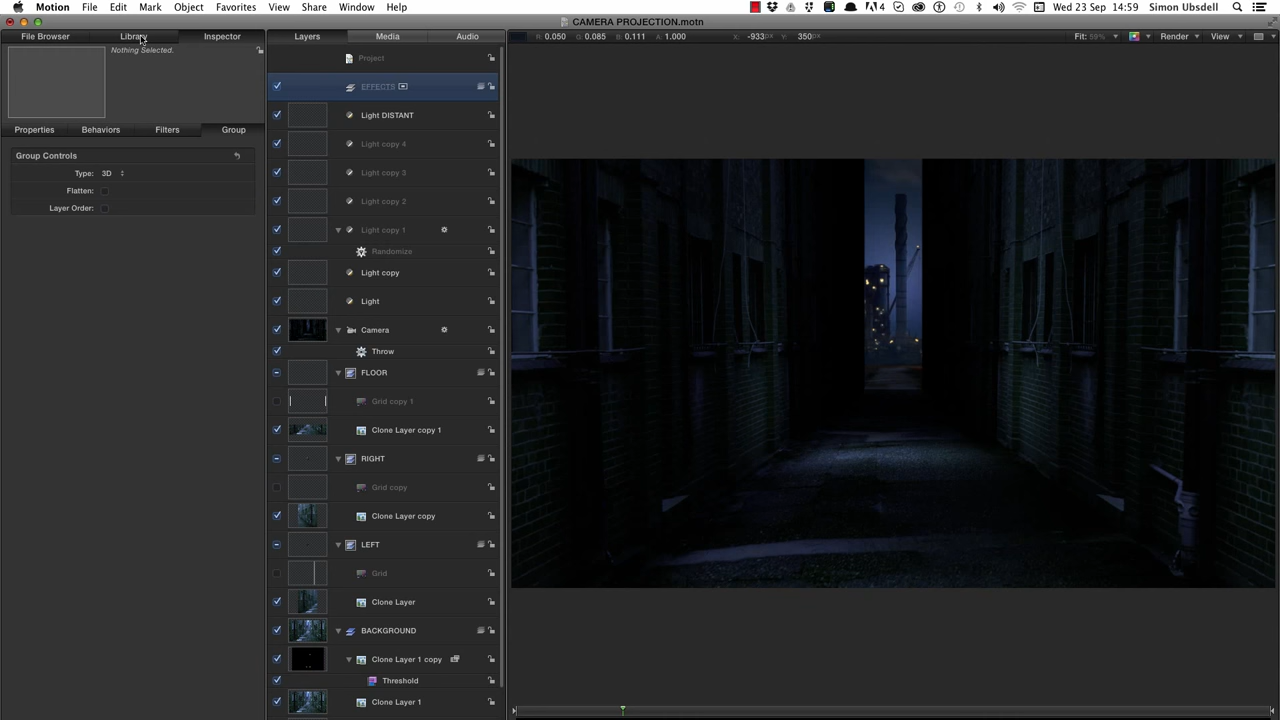 Motion File Edit Mark Object Favorites View Share Window Help 4 Wed 23 Sep 14:59 Simon Ubsdell
CAMERA PROJECTION.motn
File Browser Library Inspector Layers Media Audio R: 0.050 G: 0.085 B: 0.111 A: 1.000 X: -933px Y: 350px Fit: 59% Render View
Nothing Selected.
Project
EFFECTS
Light DISTANT
Properties Behaviors Filters Group
Light copy 4
Group Controls
Type: 3D
Light copy 3
Flatten:
Light copy 2
Layer Order:
Light copy 1
Randomize
Light copy
Light
Camera
Throw
FLOOR
Grid copy 1
Clone Layer copy 1
RIGHT
Grid copy
Clone Layer copy
LEFT
Grid
Clone Layer
BACKGROUND
Clone Layer 1 copy
Threshold
Clone Layer 1